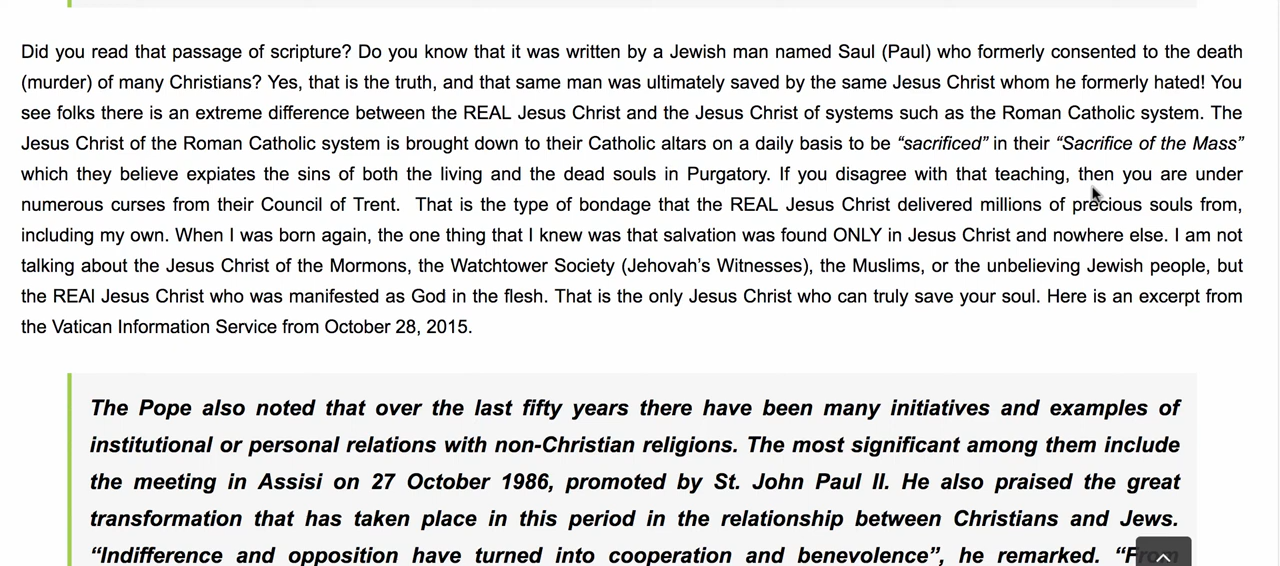 Did you read that passage of scripture? Do you know that it was written by a Jewish man named Saul (Paul) who formerly consented to the death
(murder) of many Christians? Yes, that is the truth, and that same man was ultimately saved by the same Jesus Christ whom he formerly hated! You
see folks there is an extreme difference between the REAL Jesus Christ and the Jesus Christ of systems such as the Roman Catholic system. The
Jesus Christ of the Roman Catholic system is brought down to their Catholic altars on a daily basis to be “sacrificed” in their “Sacrifice of the Mass”
which they believe expiates the sins of both the living and the dead souls in Purgatory. If you disagree with that teaching, then you are under
numerous curses from their Council of Trent. That is the type of bondage that the REAL Jesus Christ delivered millions of precious souls from,
including my own. When I was born again, the one thing that I knew was that salvation was found ONLY in Jesus Christ and nowhere else. I am not
talking about the Jesus Christ of the Mormons, the Watchtower Society (Jehovah’s Witnesses), the Muslims, or the unbelieving Jewish people, but
the REAl Jesus Christ who was manifested as God in the flesh. That is the only Jesus Christ who can truly save your soul. Here is an excerpt from
the Vatican Information Service from October 28, 2015.
The Pope also noted that over the last fifty years there have been many initiatives and examples of
institutional or personal relations with non-Christian religions. The most significant among them include
the meeting in Assisi on 27 October 1986, promoted by St. John Paul II. He also praised the great
transformation that has taken place in this period in the relationship between Christians and Jews.
“Indifference and opposition have turned into cooperation and benevolence”, he remarked. “From